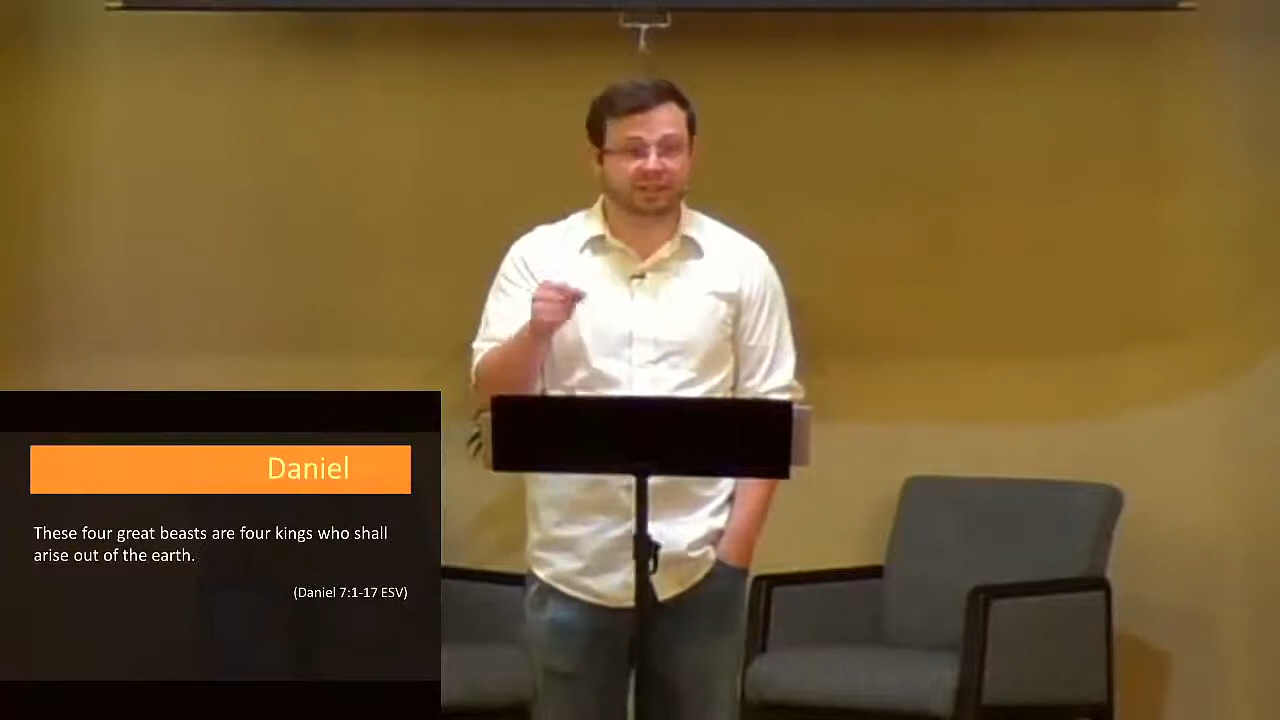 Daniel
These four great beasts are four kings who shall
arise out of the earth.
(Daniel 7:1-17 ESV)